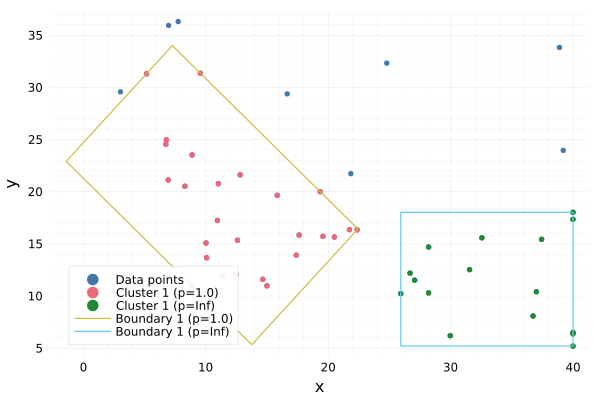 35
30
25
20
15
10
5
y
Data points
Cluster 1 (p=1.0)
Cluster 1 (p=Inf)
Boundary 1 (p=1.0)
Boundary 1 (p=Inf)
0 10 20 30 40
x